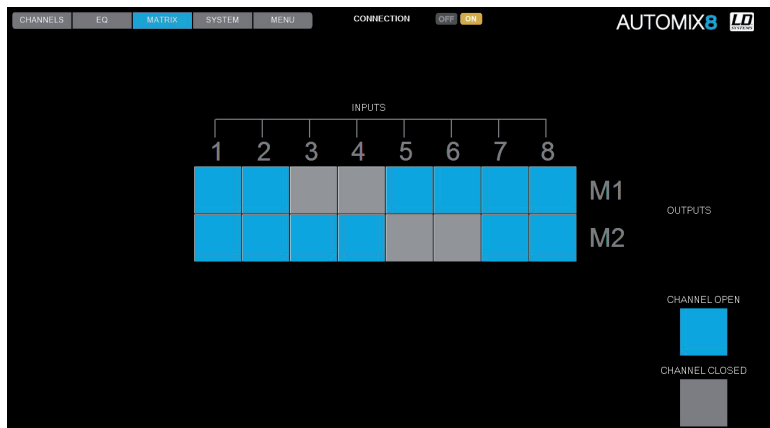 CHANNELS EQ MATRIX SYSTEM MENU CONNECTION OFF ON AUTOMIX8 LD SYSTEMS
INPUTS
1 2 3 4 5 6 7 8
M1
OUTPUTS
M2
CHANNEL OPEN
CHANNEL CLOSED